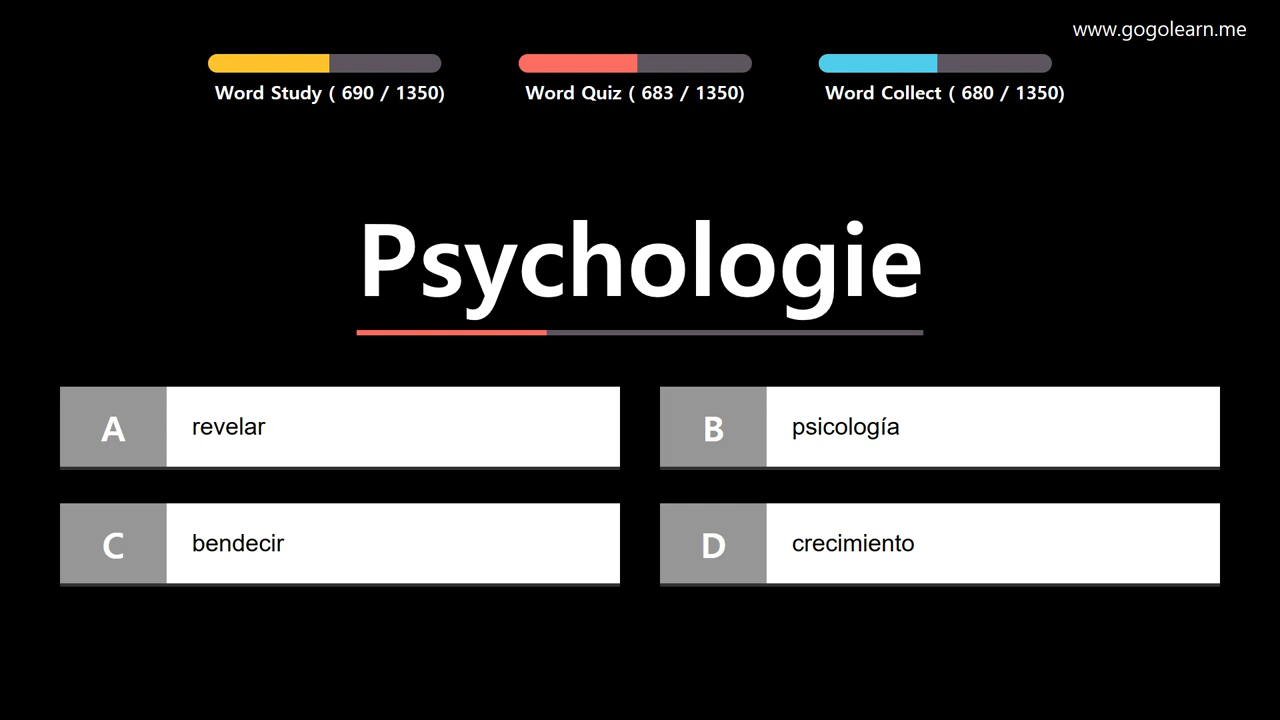 www.gogolearn.me
Word Study ( 690 / 1350)
Word Quiz ( 683 / 1350)
Word Collect ( 680 / 1350)
Psychologie
A
revelar
B
psicología
C
bendecir
D
crecimiento